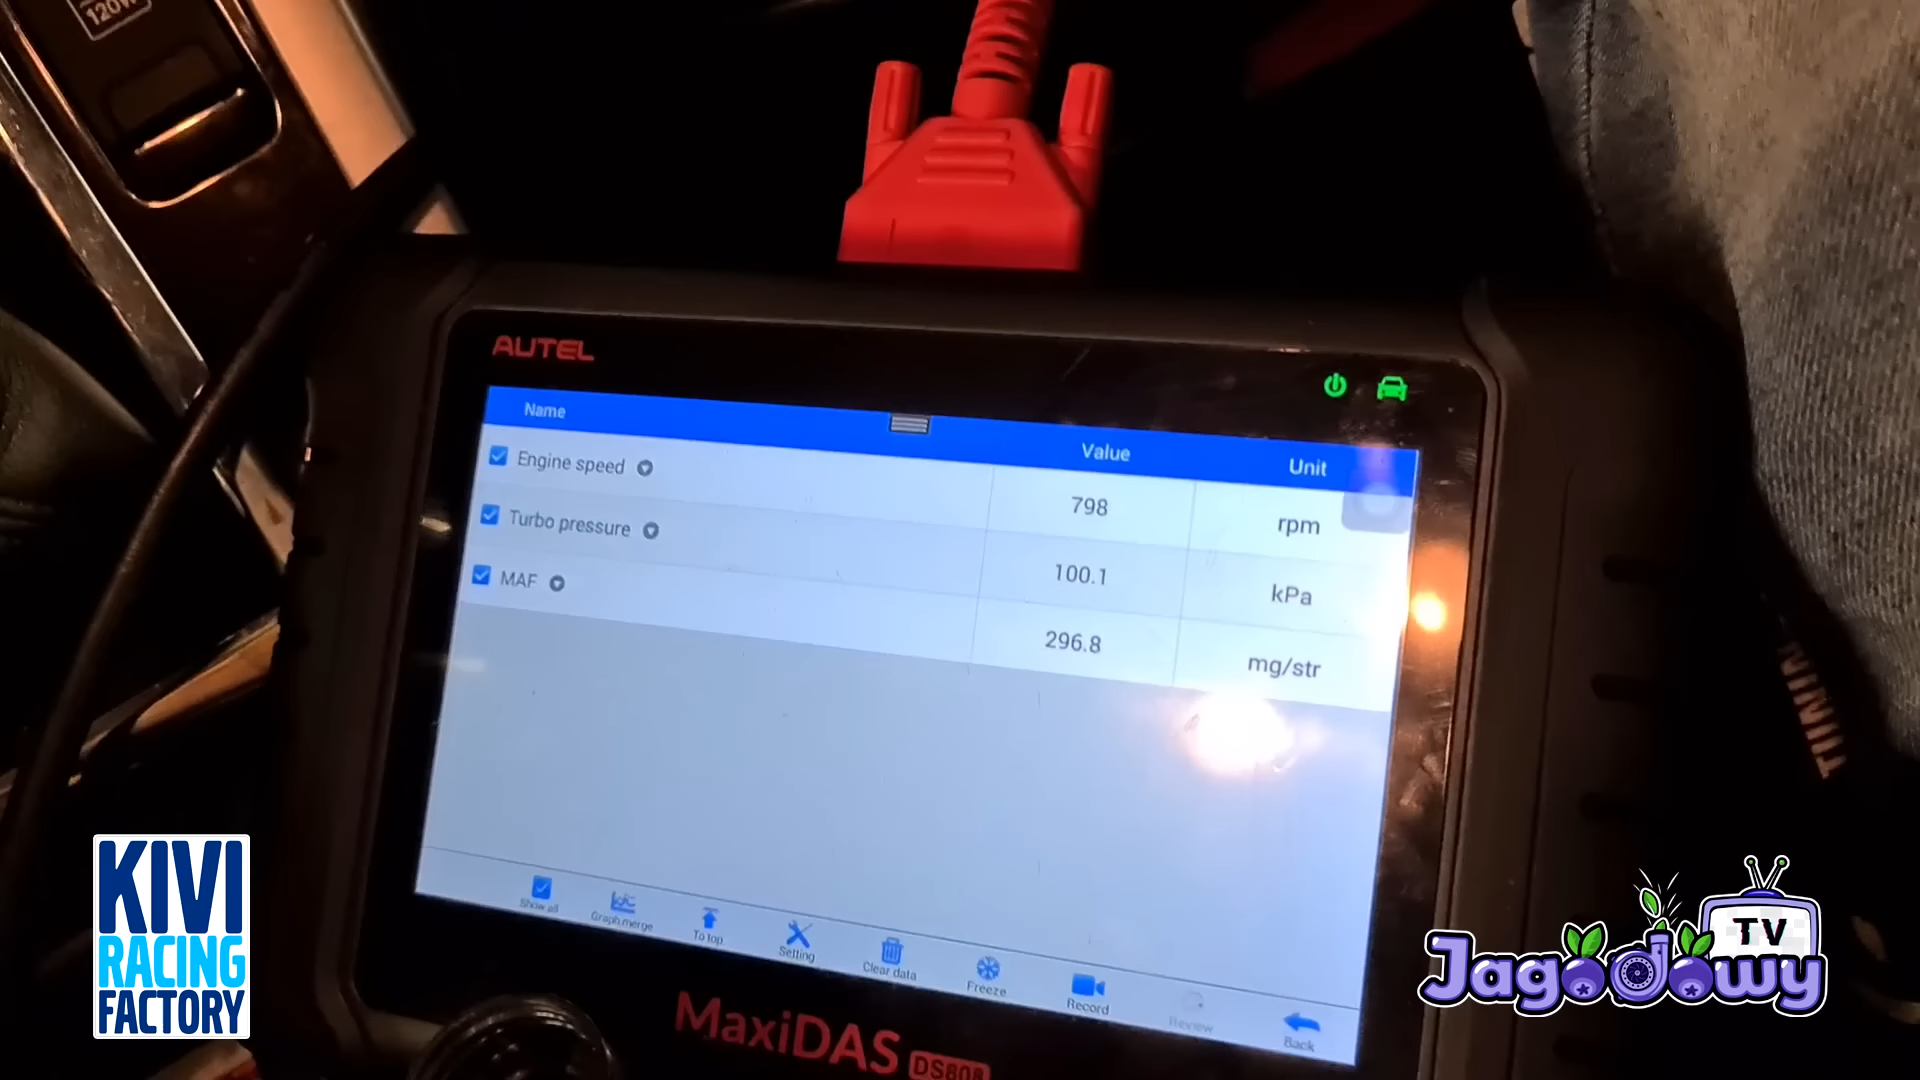 120W
AUTEL
Name Value Unit
Engine speed 798 rpm
Turbo pressure 100.1 kPa
MAF 296.8 mg/str
Show all
Graph merge
To top
Setting
Clear data
Freeze
Record
Review
Back
MaxiDAS DS808
KIVI
RACING
FACTORY
TV
Jagodowy